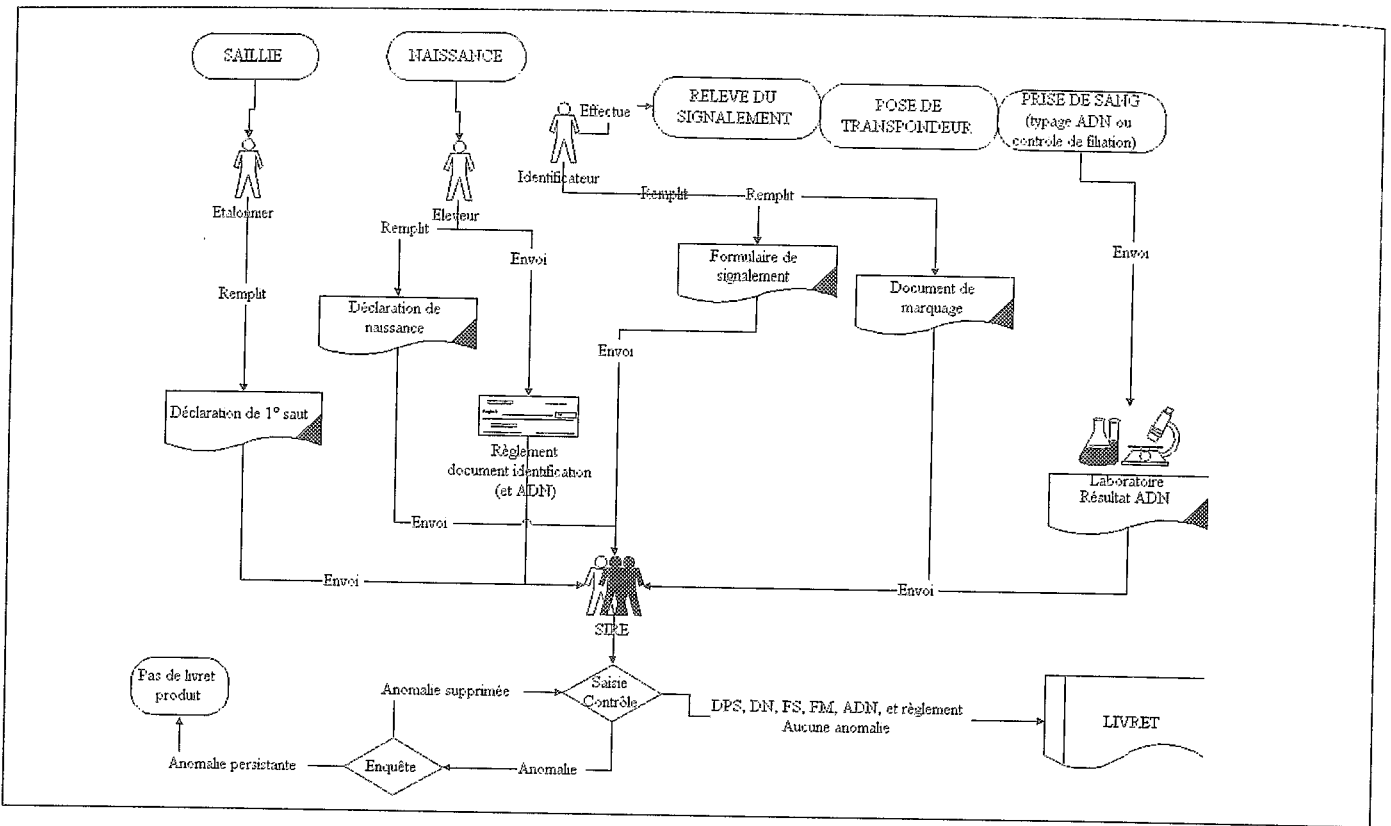 SAILLIE
NAISSANCE
RELEVE DU
SIGNALEMENT
POSE DE
TRANSPONDEUR
PRISE DE SANG
(typage ADN ou
controle de filiation)
Effectue
Identificateur
Etalonnier
Eleveur
Remplit
Remplit
Remplit
Envoi
Envoi
Formulaire de
signalement
Document de
marquage
Remplit
Déclaration de
naissance
Envoi
Déclaration de 1° saut
Règlement
document identification
(et ADN)
Laboratoire
Résultat ADN
Envoi
Envoi
Envoi
SIRE
Pas de livret
produit
Anomalie supprimée
Saisie
Contrôle
DPS, DN, FS, FM, ADN, et règlement
Aucune anomalie
LIVRET
Anomalie persistante
Enquête
Anomalie